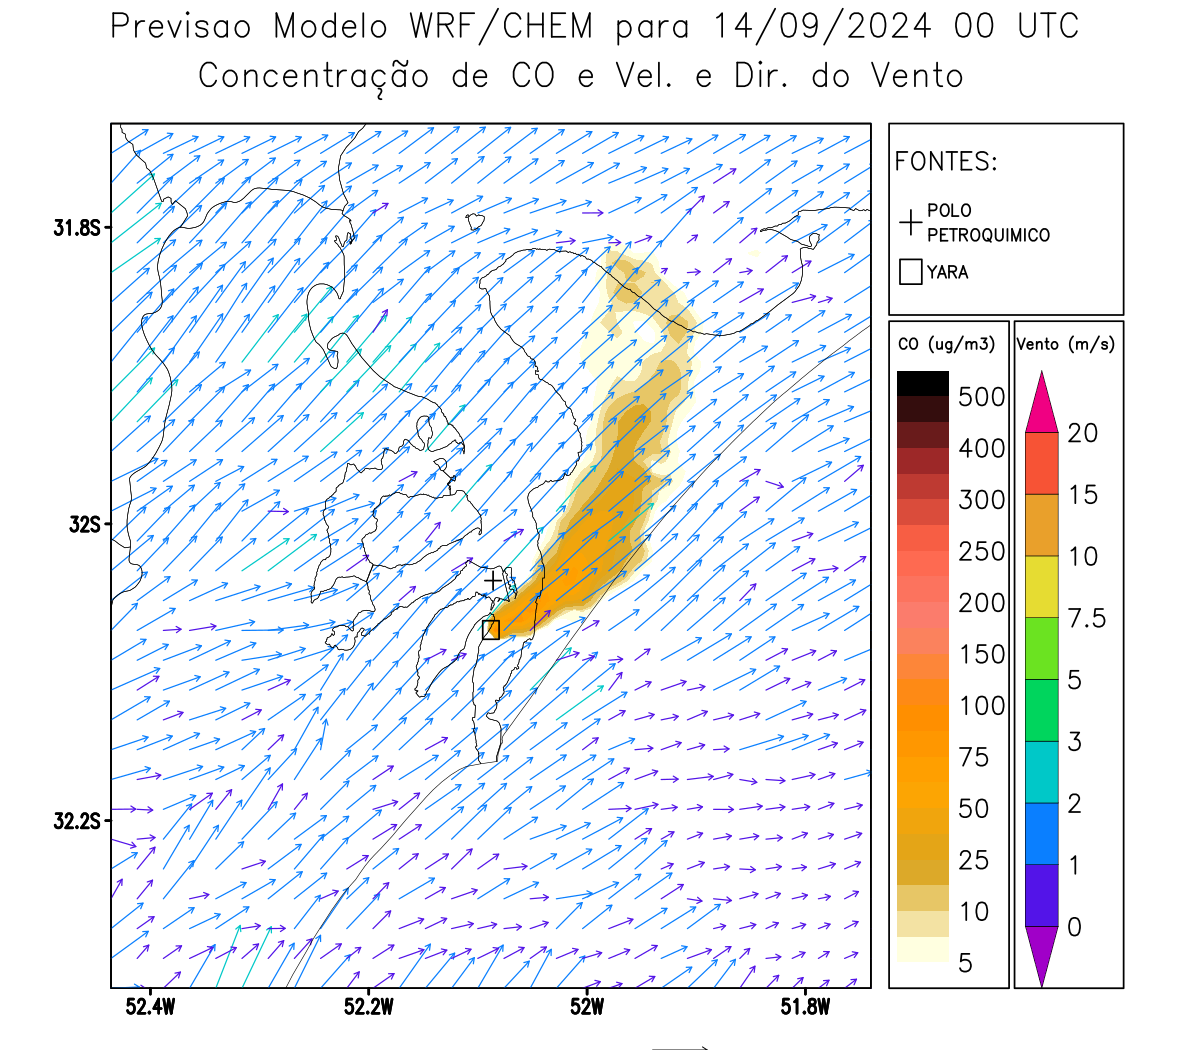 Previsao Modelo WRF/CHEM para 14/09/2024 00 UTC
Concentração de CO e Vel. e Dir. do Vento
FONTES:
POLO
PETROQUIMICO
YARA
CO (ug/m3)
500
400
300
250
200
150
100
75
50
25
10
5
Vento (m/s)
20
15
10
7.5
5
3
2
1
0
31.8S
32S
32.2S
52.4W
52.2W
52W
51.8W